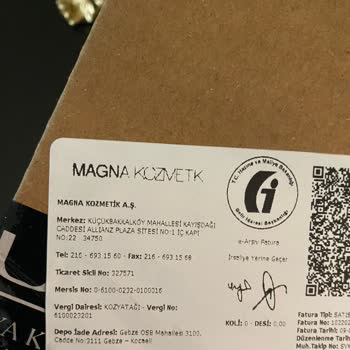 MAGNA KOZMETK
T.C. Hazine ve Maliye Bakanlığı
Gelir İdaresi Başkanlığı
MAGNA KOZMETİK A.Ş.
Merkez: KÜÇÜKBAKKALKÖY MAHALLESİ KAYIŞDAĞI
CADDESİ ALLIANZ PLAZA SİTESİ NO:1 İÇ KAPI
NO:22 34750
Tel: 216 - 693 15 60 - Fax: 216 - 693 15 68
Ticaret Sicil No: 327571
Mersis No: 0-6100-0232-0100016
Vergi Dairesi: KOZYATAĞI - Vergi No:
6100023201
Depo İade Adresi: Gebze OSB Mahallesi 3100.
Cadde No:3111 Gebze - Kocaeli
e-Arşiv Fatura
İrsaliye Yerine Geçer
KOLİ: 0 - DESİ: 0.00
Fatura Tipi: SATIŞ
Fatura No:
Fatura Tarihi:
Düzenlenme Tarihi
Muh.Takip No:
AK